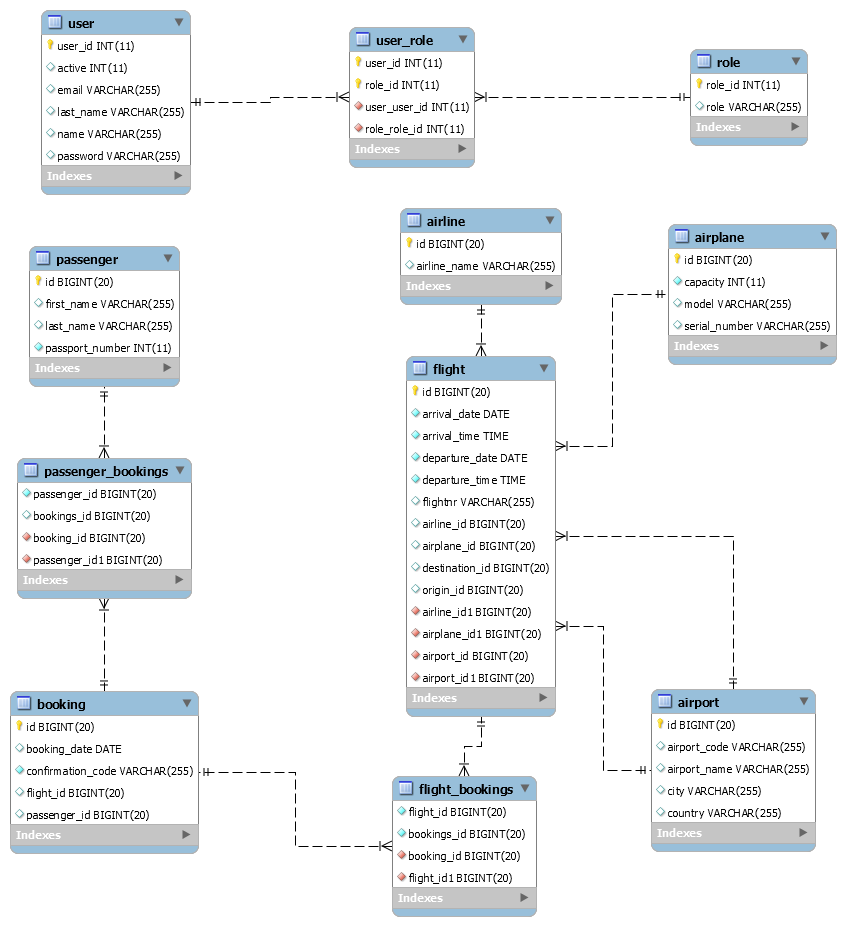 user
user_id INT(11)
active INT(11)
email VARCHAR(255)
last_name VARCHAR(255)
name VARCHAR(255)
password VARCHAR(255)
Indexes
user_role
user_id INT(11)
role_id INT(11)
user_user_id INT(11)
role_role_id INT(11)
Indexes
role
role_id INT(11)
role VARCHAR(255)
Indexes
airline
id BIGINT(20)
airline_name VARCHAR(255)
Indexes
airplane
id BIGINT(20)
capacity INT(11)
model VARCHAR(255)
serial_number VARCHAR(255)
Indexes
passenger
id BIGINT(20)
first_name VARCHAR(255)
last_name VARCHAR(255)
passport_number INT(11)
Indexes
flight
id BIGINT(20)
arrival_date DATE
arrival_time TIME
departure_date DATE
departure_time TIME
flightnr VARCHAR(255)
airline_id BIGINT(20)
airplane_id BIGINT(20)
destination_id BIGINT(20)
origin_id BIGINT(20)
airline_id1 BIGINT(20)
airplane_id1 BIGINT(20)
airport_id BIGINT(20)
airport_id1 BIGINT(20)
Indexes
passenger_bookings
passenger_id BIGINT(20)
bookings_id BIGINT(20)
booking_id BIGINT(20)
passenger_id1 BIGINT(20)
Indexes
booking
id BIGINT(20)
booking_date DATE
confirmation_code VARCHAR(255)
flight_id BIGINT(20)
passenger_id BIGINT(20)
Indexes
airport
id BIGINT(20)
airport_code VARCHAR(255)
airport_name VARCHAR(255)
city VARCHAR(255)
country VARCHAR(255)
Indexes
flight_bookings
flight_id BIGINT(20)
bookings_id BIGINT(20)
booking_id BIGINT(20)
flight_id1 BIGINT(20)
Indexes